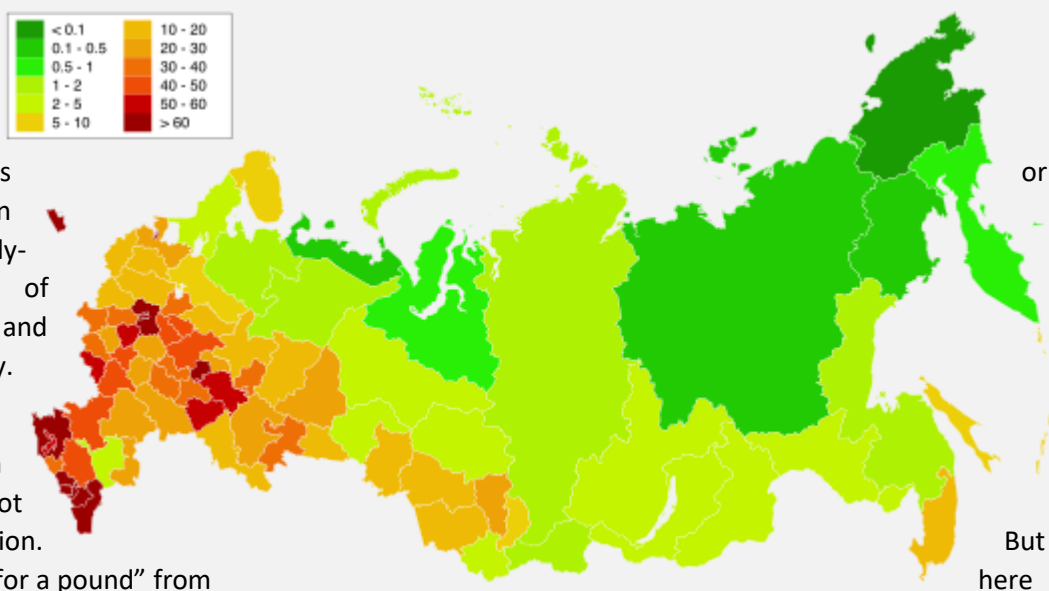 < 0.1 10 - 20
0.1 - 0.5 20 - 30
0.5 - 1 30 - 40
1 - 2 40 - 50
2 - 5 50 - 60
5 - 10 > 60
s or
ly-
of
and
y.
ot
ion. But
for a pound” from here